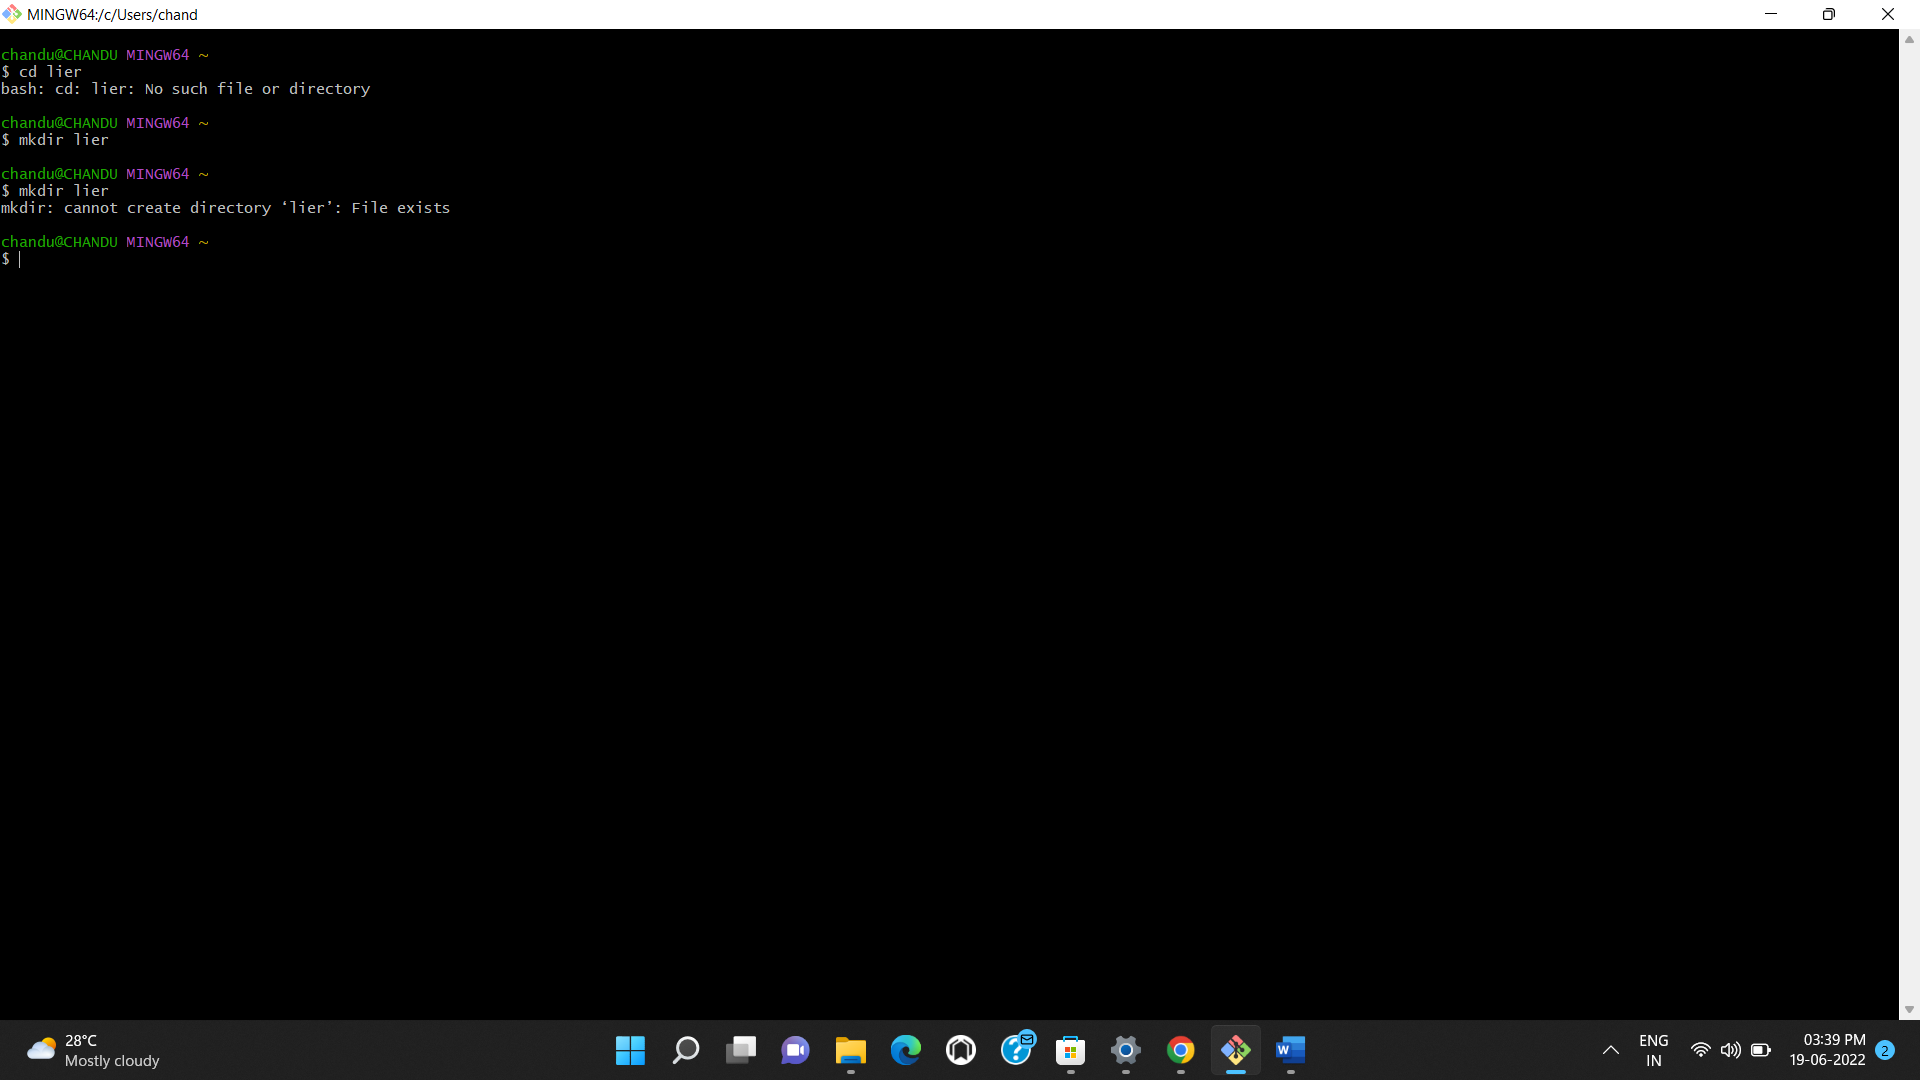 MINGW64:/c/Users/chand
chandu@CHANDU MINGW64 ~
$ cd lier
bash: cd: lier: No such file or directory
chandu@CHANDU MINGW64 ~
$ mkdir lier
chandu@CHANDU MINGW64 ~
$ mkdir lier
mkdir: cannot create directory ‘lier’: File exists
chandu@CHANDU MINGW64 ~
$
28°C
Mostly cloudy
W
ENG
IN
03:39 PM
19-06-2022
2